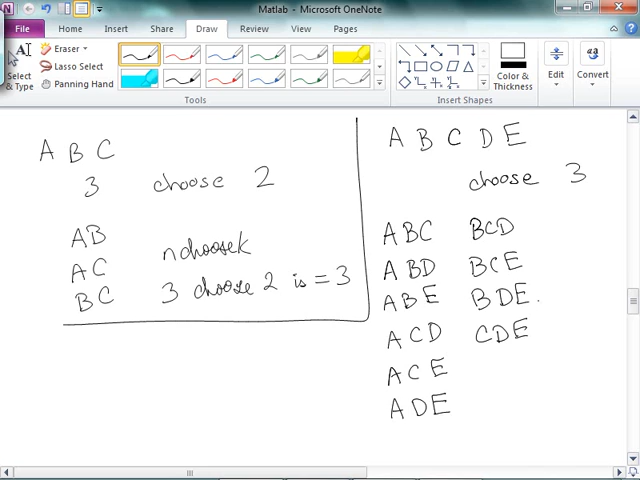 Matlab - Microsoft OneNote
File Home Insert Share Draw Review View
Select & Type
Eraser
Lasso Select
Panning Hand
Color & Thickness
Edit
Convert
Tools
Insert Shapes
A B C
3 choose 2
AB
AC
BC
nchoosek
3 choose 2 is = 3
A B C D E
choose 3
ABC BCD
ABD BCE
ABE BDE.
ACD CDE
ACE
ADE